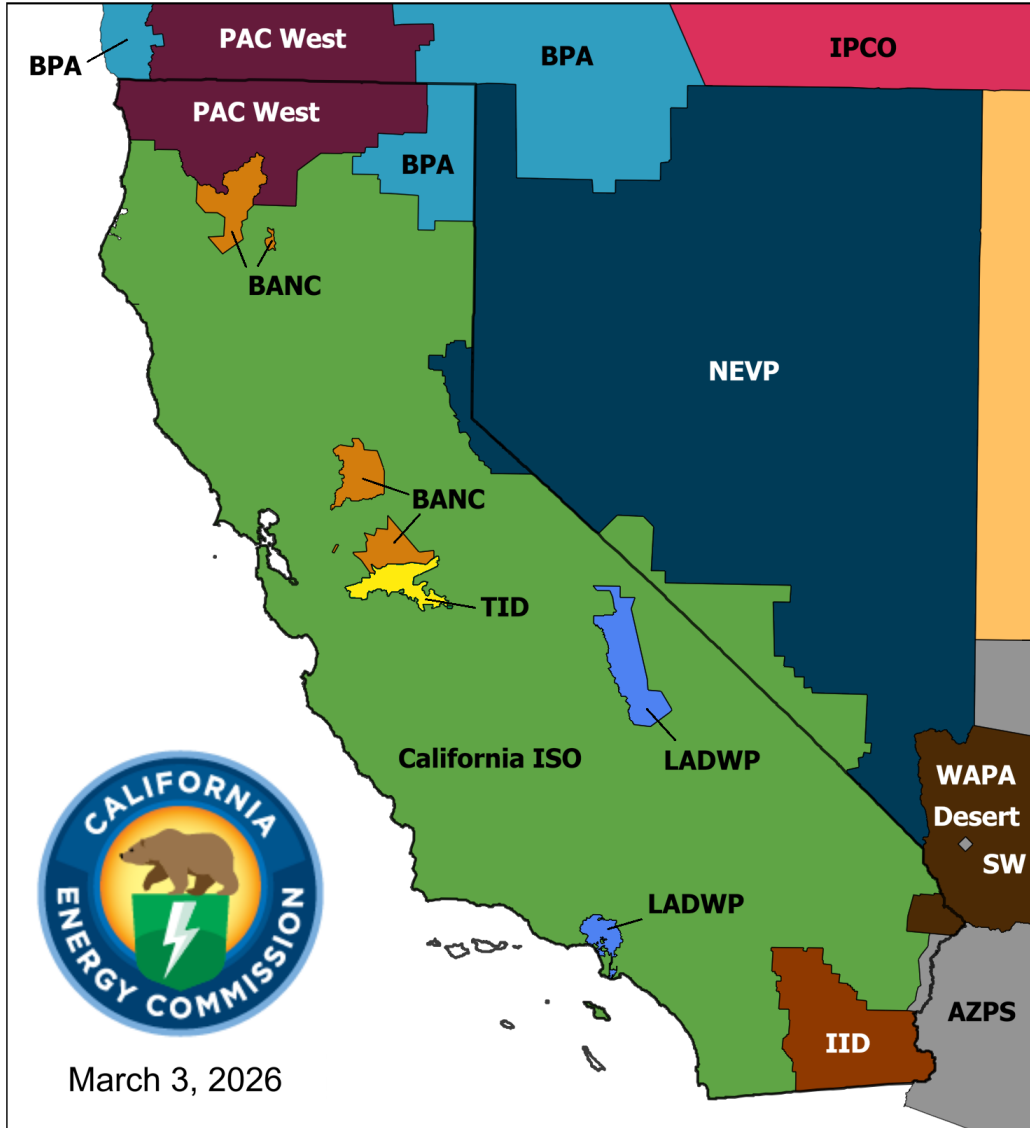 PAC West
BPA
BPA
IPCO
PAC West
BPA
BANC
NEVP
BANC
TID
California ISO
LADWP
WAPA
Desert
SW
LADWP
AZPS
IID
CALIFORNIA
ENERGY COMMISSION
March 3, 2026